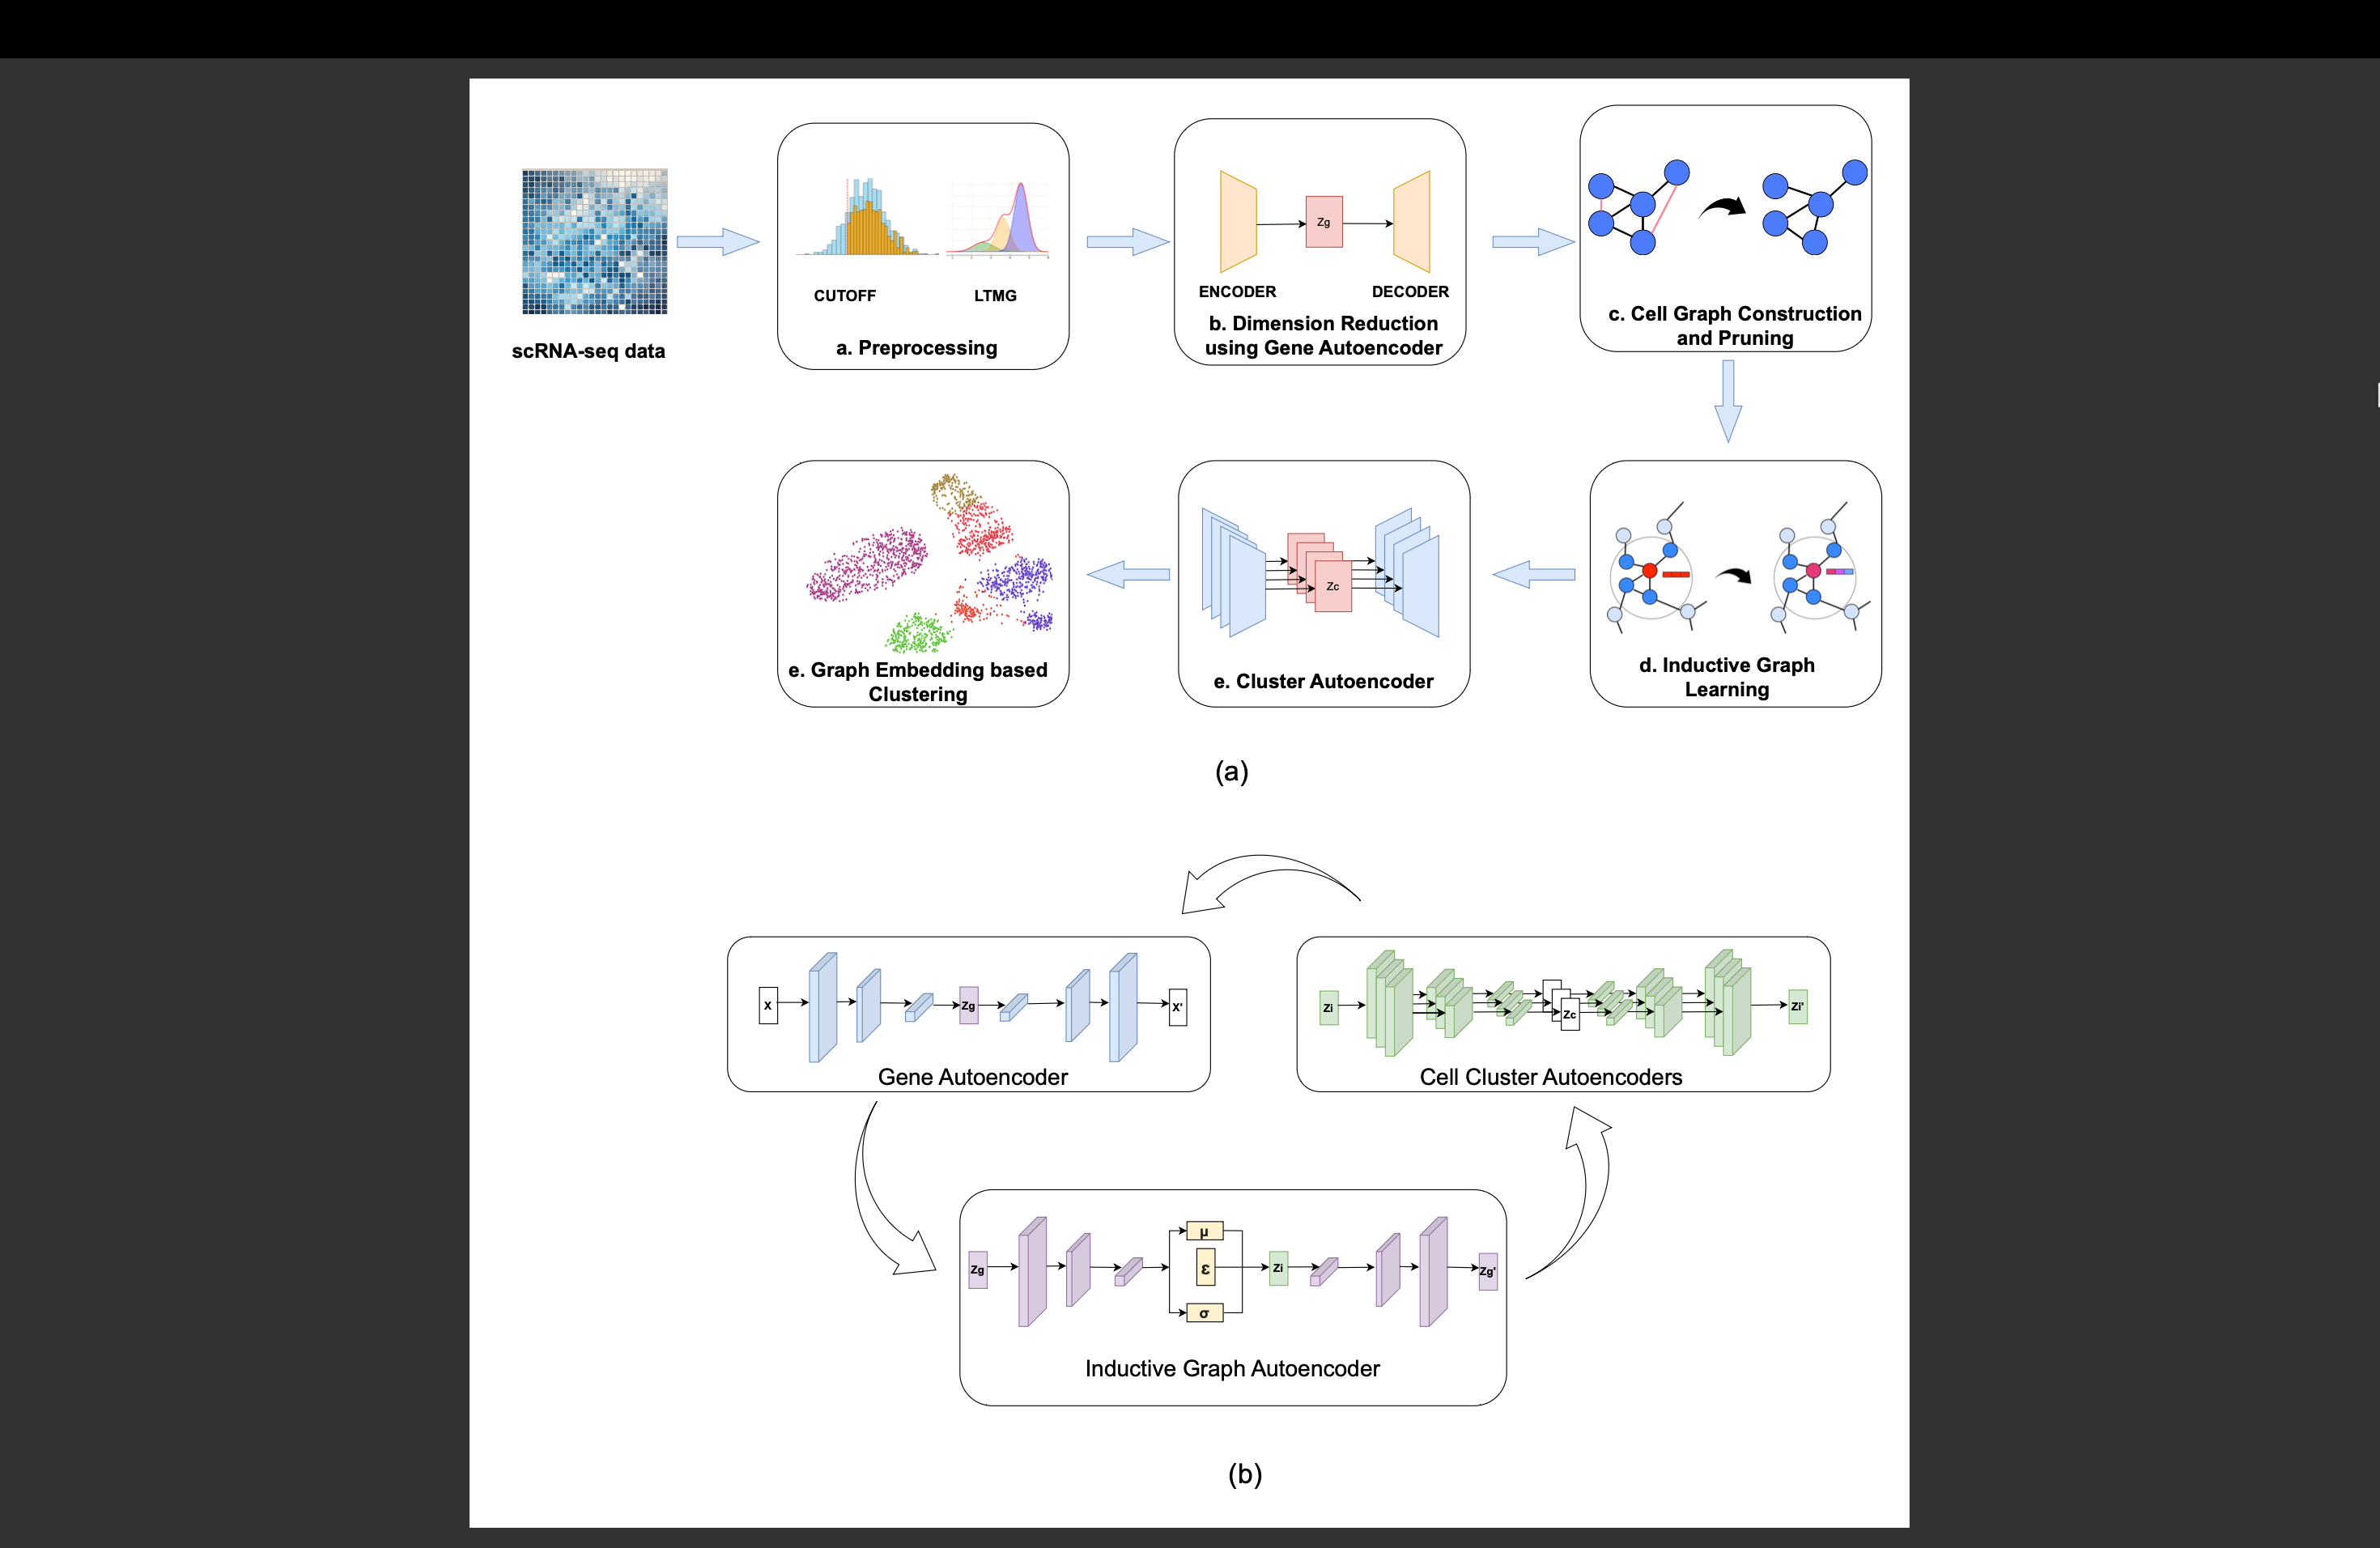 scRNA-seq data
CUTOFF
LTMG
a. Preprocessing
Zg
ENCODER
DECODER
b. Dimension Reduction
using Gene Autoencoder
c. Cell Graph Construction
and Pruning
e. Graph Embedding based
Clustering
Zc
e. Cluster Autoencoder
d. Inductive Graph
Learning
(a)
X
Zg
X'
Gene Autoencoder
Zi
Zc
Zi'
Cell Cluster Autoencoders
Zg
μ
ε
σ
Zi
Zg'
Inductive Graph Autoencoder
(b)